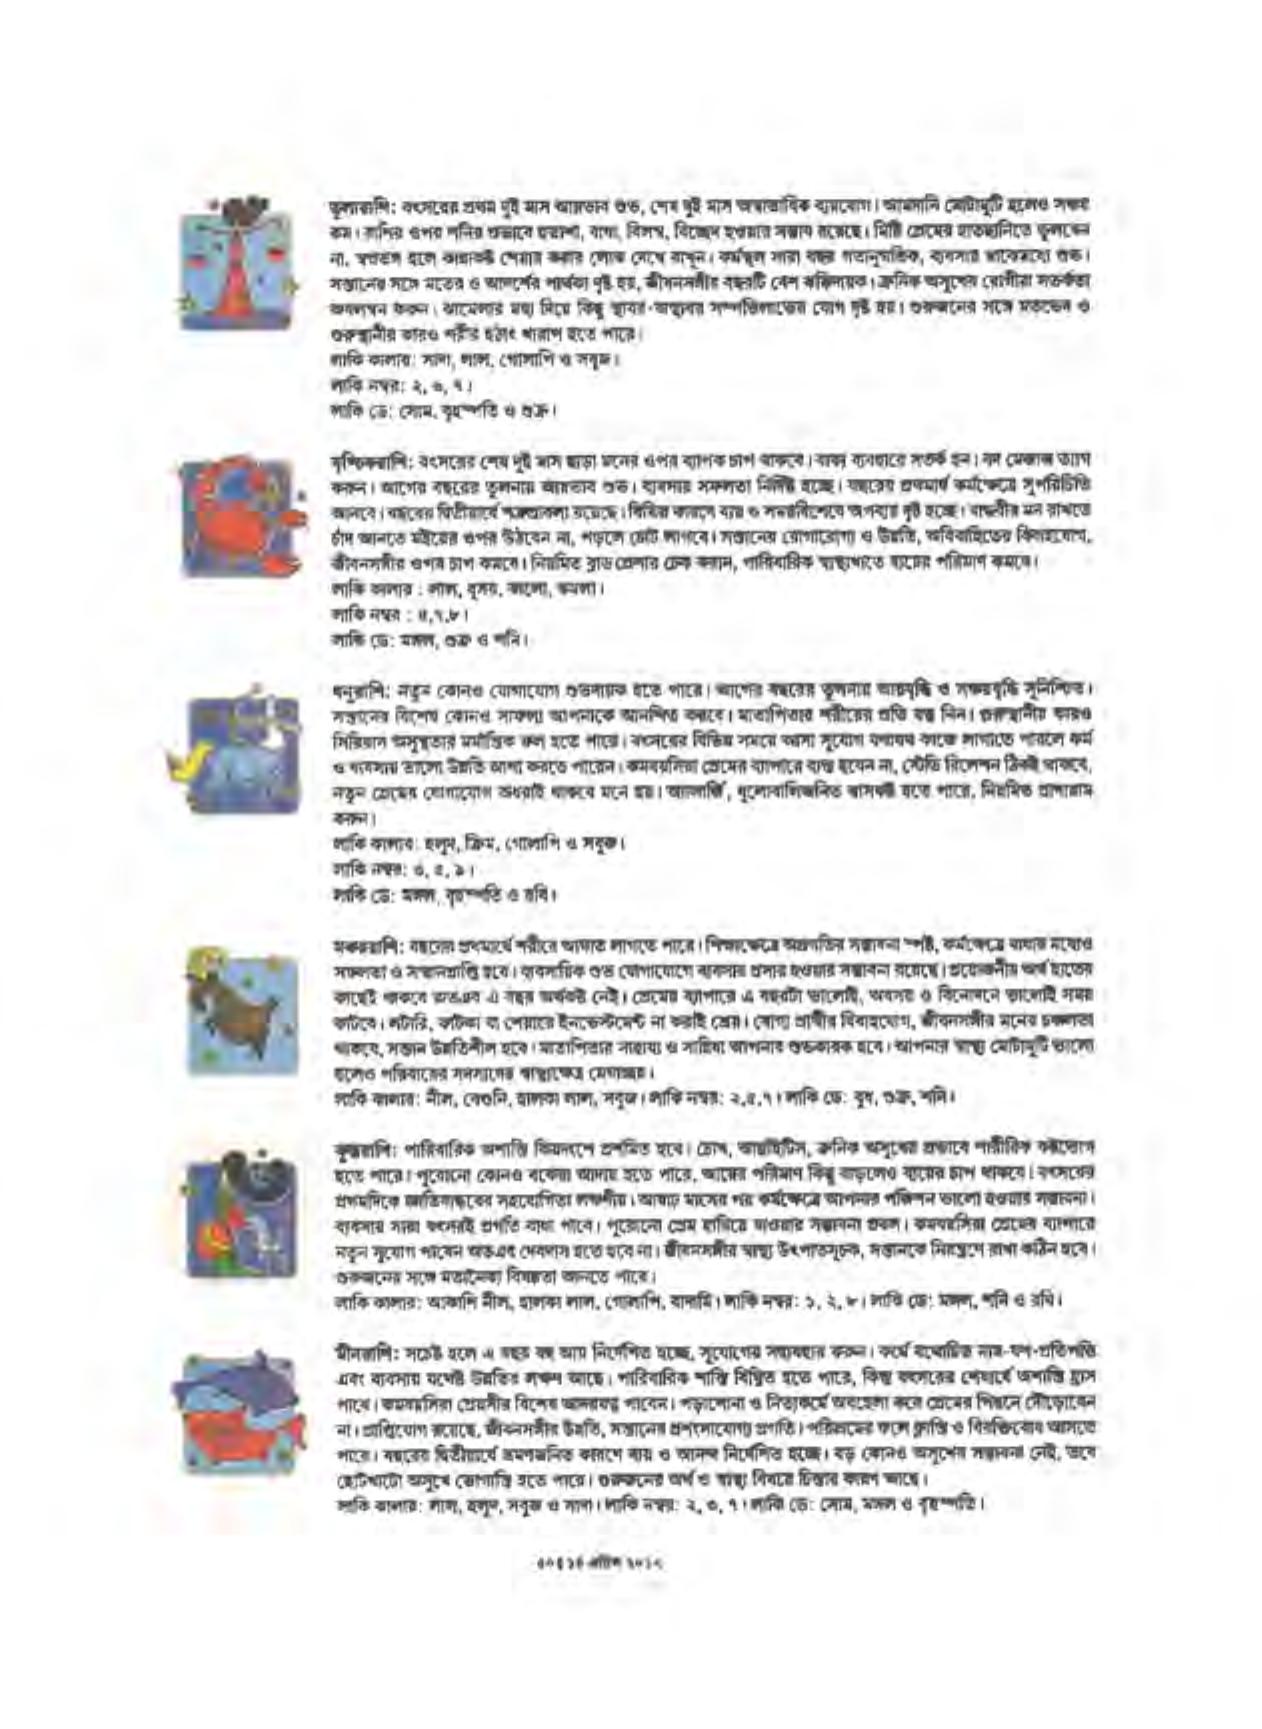 তুলারাশি: বৎসরের প্রথম দুই মাস আয়ভাব শুভ, শেষ দুই মাস অস্বাভাবিক ব্যয়যোগ। আমদানি মোটামুটি হলেও সঞ্চয়
কম। রাশির ওপর শনির প্রভাবে হতাশা, বাধা, বিলম্ব, বিচ্ছেদ হওয়ার সম্ভাব রয়েছে। মিষ্টি প্রেমের হাতছানিতে ভুলবেন
না, স্বপ্নভঙ্গ হলে কান্নাকাটি শেয়ার করার লোক দেখে রাখুন। কর্মস্থল সারা বছর গতানুগতিক, ব্যবসায় মাঝেমধ্যে শুভ।
সন্তানের সঙ্গে মতের ও আদর্শের পার্থক্য দৃষ্ট হয়, জীবনসঙ্গীর বছরটি বেশ ঝক্কিদায়ক। ক্রনিক অসুখের রোগীরা সতর্কতা
অবলম্বন করুন। ঝামেলার মধ্য দিয়ে কিছু স্থাবর-অস্থাবর সম্পত্তিলাভের যোগ দৃষ্ট হয়। গুরুজনের সঙ্গে মতভেদ ও
গুরুস্থানীয় কারও শরীর হঠাৎ খারাপ হতে পারে।
লাকি কালার: সাদা, লাল, গোলাপি ও সবুজ।
লাকি নম্বর: ২, ৬, ৭।
লাকি ডে: সোম, বৃহস্পতি ও শুক্র।
বৃশ্চিকরাশি: বৎসরের শেষ দুই মাস ছাড়া মনের ওপর ব্যাপক চাপ থাকবে। বাক্য ব্যবহারে সতর্ক হন। বদ মেজাজ ত্যাগ
করুন। আগের বছরের তুলনায় আয়ভাব শুভ। ব্যবসায় সফলতা নির্দিষ্ট হচ্ছে। বছরের প্রথমার্ধ কর্মক্ষেত্রে সুপরিচিতি
আনবে। বছরের দ্বিতীয়ার্ধে শত্রুপ্রাবল্য রয়েছে। বিবিধ কারণে ব্যয় ও সময়বিশেষে অপব্যয় দৃষ্ট হচ্ছে। বান্ধবীর মন রাখতে
চাঁদ আনতে মইয়ের ওপর উঠবেন না, পড়লে চোট লাগবে। সন্তানের রোগারোগ্য ও উন্নতি, অবিবাহিতের বিবাহযোগ,
জীবনসঙ্গীর ওপর চাপ কমবে। নিয়মিত ব্লাড প্রেসার চেক করান, পারিবারিক স্বাস্থ্যখাতে ব্যয়ের পরিমাণ কমবে।
লাকি কালার : লাল, ধূসর, কালো, কমলা।
লাকি নম্বর : ৪,৭,৮।
লাকি ডে: মঙ্গল, শুক্র ও শনি।
ধনুরাশি: নতুন কোনও যোগাযোগ শুভদায়ক হতে পারে। আগের বছরের তুলনায় আয়বৃদ্ধি ও সঞ্চয়বৃদ্ধি সুনিশ্চিত।
সন্তানের বিশেষ কোনও সাফল্য আপনাকে আনন্দিত করবে। মাতাপিতার শরীরের প্রতি যত্ন নিন। গুরুস্থানীয় কারও
সিরিয়াস অসুস্থতার মর্মান্তিক ফল হতে পারে। বৎসরের বিভিন্ন সময়ে আসা সুযোগ যথাযথ কাজে লাগাতে পারলে কর্ম
ও ব্যবসায় ভালো উন্নতি আশা করতে পারেন। কমবয়সিরা প্রেমের ব্যাপারে ব্যস্ত হবেন না, স্টেডি রিলেশন ঠিকই থাকবে,
নতুন প্রেমের যোগাযোগ অধরাই থাকবে মনে হয়। অ্যালার্জি, ধুলোবালিজনিত শ্বাসকষ্ট হতে পারে, নিয়মিত প্রাণায়াম
করুন।
লাকি কালার: হলুদ, ক্রিম, গোলাপি ও সবুজ।
লাকি নম্বর: ৩, ৫, ৯।
লাকি ডে: মঙ্গল, বৃহস্পতি ও রবি।
মকররাশি: বছরের প্রথমার্ধে শরীরে আঘাত লাগতে পারে। শিক্ষাক্ষেত্রে অগ্রগতির সম্ভাবনা স্পষ্ট, কর্মক্ষেত্রে বাধার মধ্যেও
সফলতা ও সম্মানপ্রাপ্তি হবে। ব্যবসায়িক শুভ যোগাযোগে ব্যবসায় প্রসার হওয়ার সম্ভাবনা রয়েছে। প্রয়োজনীয় অর্থ হাতের
কাছেই থাকবে অতএব এ বছর অর্থকষ্ট নেই। প্রেমের ব্যাপারে এ বছরটা ভালোই, অবসর ও বিনোদনে ভালোই সময়
কাটবে। লটারি, ফাটকা বা শেয়ারে ইনভেস্টমেন্ট না করাই শ্রেয়। যোগ্য প্রার্থীর বিবাহযোগ, জীবনসঙ্গীর মনের চঞ্চলতা
থাকবে, সন্তান উন্নতিশীল হবে। মাতাপিতার সাহায্য ও সান্নিধ্য আপনার শুভকারক হবে। আপনার স্বাস্থ্য মোটামুটি ভালো
হলেও পরিবারের সদস্যদের স্বাস্থ্যক্ষেত্র মেঘাচ্ছন্ন।
লাকি কালার: নীল, বেগুনি, হালকা লাল, সবুজ। লাকি নম্বর: ২,৫,৭। লাকি ডে: বুধ, শুক্র, শনি।
কুম্ভরাশি: পারিবারিক অশান্তি কিয়দংশে প্রশমিত হবে। চোখ, আর্থ্রাইটিস, ক্রনিক অসুখের প্রভাবে শারীরিক কষ্টভোগ
হতে পারে। পুরোনো কোনও বকেয়া আদায় হতে পারে, আয়ের পরিমাণ কিছু বাড়লেও ব্যয়ের চাপ থাকবে। বৎসরের
প্রথমদিকে জ্ঞাতিবান্ধবের সহযোগিতা লক্ষণীয়। আষাঢ় মাসের পর কর্মক্ষেত্রে আপনার পজিশন ভালো হওয়ার সম্ভাবনা।
ব্যবসায় সারা বৎসরই প্রগতি বাধা পাবে। পুরোনো প্রেম হারিয়ে যাওয়ার সম্ভাবনা প্রবল। কমবয়সিরা প্রেমের ব্যাপারে
নতুন সুযোগ পাবেন অতএব দেবদাস হতে হবে না। জীবনসঙ্গীর স্বাস্থ্য উৎপাতসূচক, সন্তানকে নিয়ন্ত্রণে রাখা কঠিন হবে।
গুরুজনের সঙ্গে মতানৈক্য বিষণ্ণতা আনতে পারে।
লাকি কালার: আকাশি নীল, হালকা লাল, গোলাপি, বাদামি। লাকি নম্বর: ১, ২, ৮। লাকি ডে: মঙ্গল, শনি ও রবি।
মীনরাশি: সচেষ্ট হলে এ বছর বহু আয় নির্দেশিত হচ্ছে, সুযোগের সদ্ব্যবহার করুন। কর্মে যথোচিত নাম-যশ-প্রতিপত্তি
এবং ব্যবসায় যথেষ্ট উন্নতির লক্ষণ আছে। পারিবারিক শান্তি বিঘ্নিত হতে পারে, কিন্তু বৎসরের শেষার্ধে অশান্তি হ্রাস
পাবে। কমবয়সিরা প্রেয়সীর বিশেষ আদরযত্ন পাবেন। পড়াশোনা ও নিত্যকর্মে অবহেলা করে প্রেমের পিছনে দৌড়োবেন
না। প্রাপ্তিযোগ রয়েছে, জীবনসঙ্গীর উন্নতি, সন্তানের প্রশংসাযোগ্য প্রগতি। পরিশ্রমের ফলে ক্লান্তি ও বিরক্তিবোধ আসতে
পারে। বছরের দ্বিতীয়ার্ধে ভ্রমণজনিত কারণে ব্যয় ও আনন্দ নির্দেশিত হচ্ছে। বড় কোনও অসুখের সম্ভাবনা নেই, তবে
ছোটখাটো অসুখে ভোগান্তি হতে পারে। গুরুজনের অর্থ ও স্বাস্থ্য বিষয়ে চিন্তার কারণ আছে।
লাকি কালার: লাল, হলুদ, সবুজ ও সাদা। লাকি নম্বর: ২, ৩, ৭। লাকি ডে: সোম, মঙ্গল ও বৃহস্পতি।
এপ্রিল ২০১২